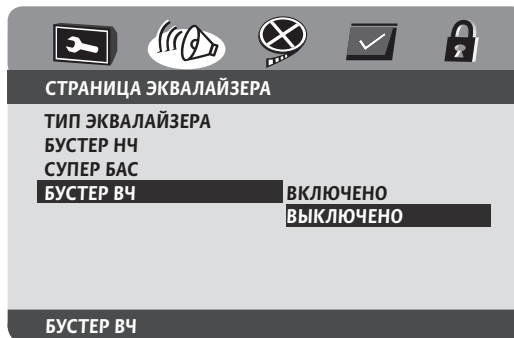 СТРАНИЦА ЭКВАЛАЙЗЕРА
ТИП ЭКВАЛАЙЗЕРА
БУСТЕР НЧ
СУПЕР БАС
БУСТЕР ВЧ ВКЛЮЧЕНО
ВЫКЛЮЧЕНО
БУСТЕР ВЧ